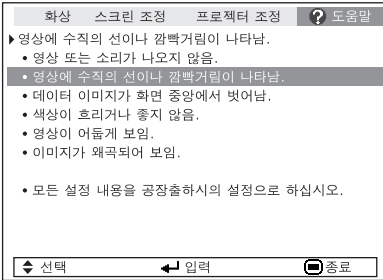 화상 스크린 조정 프로젝터 조정 ? 도움말
▶영상에 수직의 선이나 깜빡거림이 나타남.
• 영상 또는 소리가 나오지 않음.
• 영상에 수직의 선이나 깜빡거림이 나타남.
• 데이터 이미지가 화면 중앙에서 벗어남.
• 색상이 흐리거나 좋지 않음.
• 영상이 어둡게 보임.
• 이미지가 왜곡되어 보임.
• 모든 설정 내용을 공장출하시의 설정으로 하십시오.
선택 입력 종료